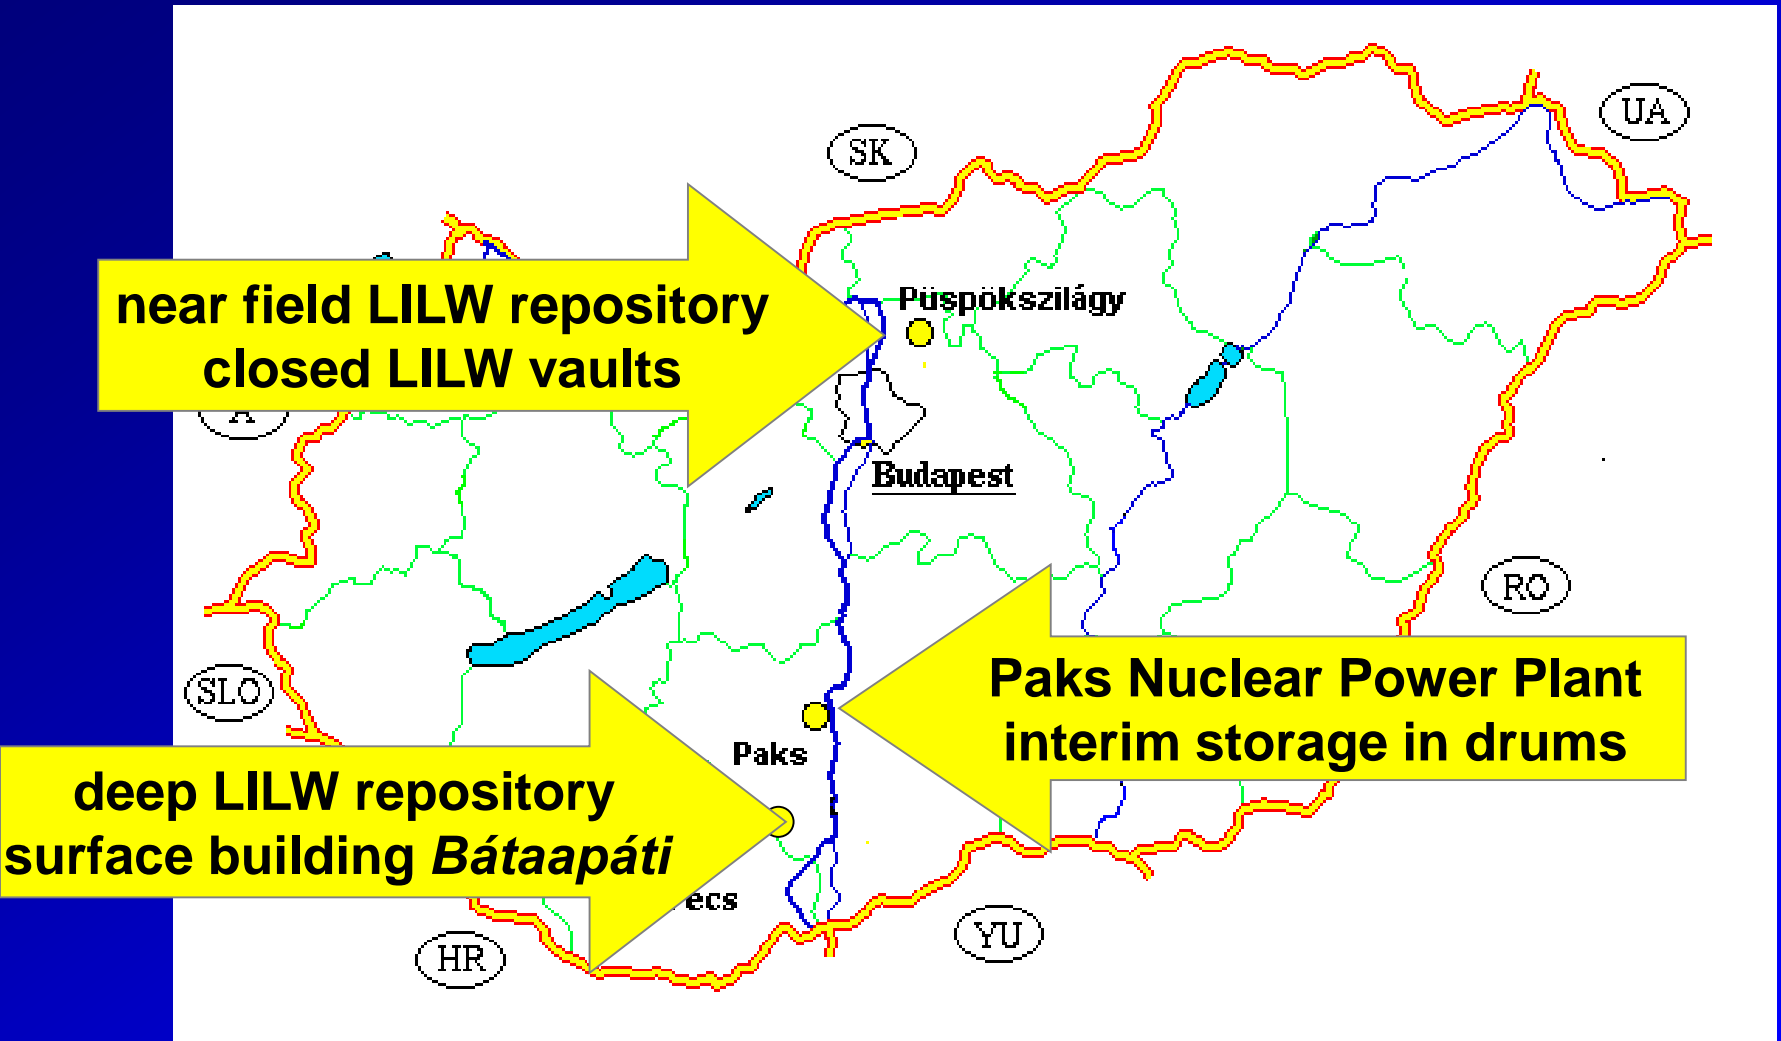 UA
SK
near field LILW repository
closed LILW vaults
Püspökszilágy
A
Budapest
RO
SLO
Paks Nuclear Power Plant
interim storage in drums
Paks
deep LILW repository
surface building Bátaapáti
écs
YU
HR